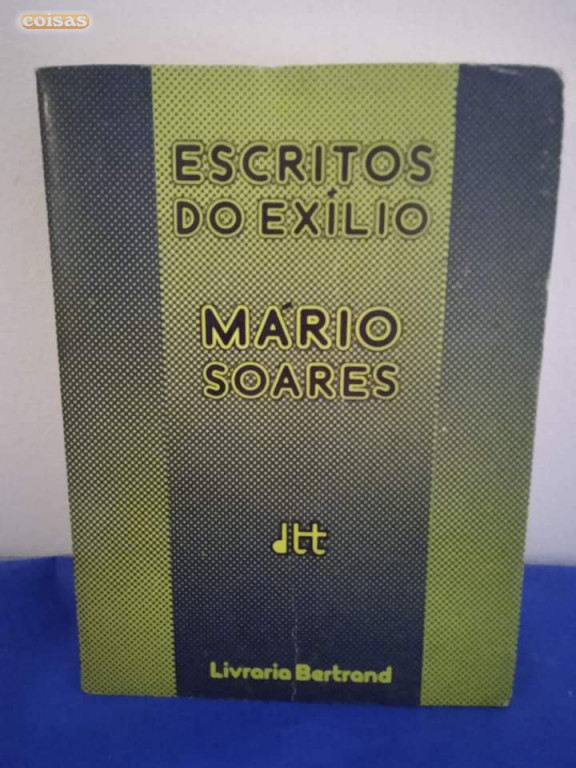 coisas
ESCRITOS
DO EXÍLIO
MÁRIO
SOARES
dtt
Livraria Bertrand